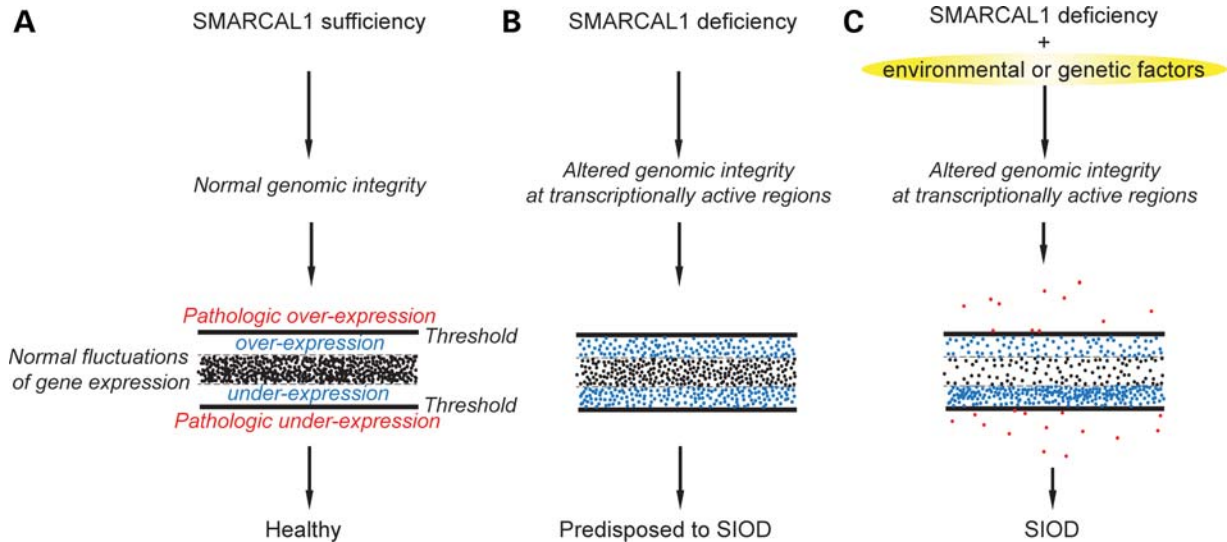 A
SMARCAL1 sufficiency
Normal genomic integrity
Pathologic over-expression
Threshold
over-expression
Normal fluctuations
of gene expression
under-expression
Threshold
Pathologic under-expression
Healthy
B
SMARCAL1 deficiency
Altered genomic integrity
at transcriptionally active regions
Predisposed to SIOD
C
SMARCAL1 deficiency
+
environmental or genetic factors
Altered genomic integrity
at transcriptionally active regions
SIOD